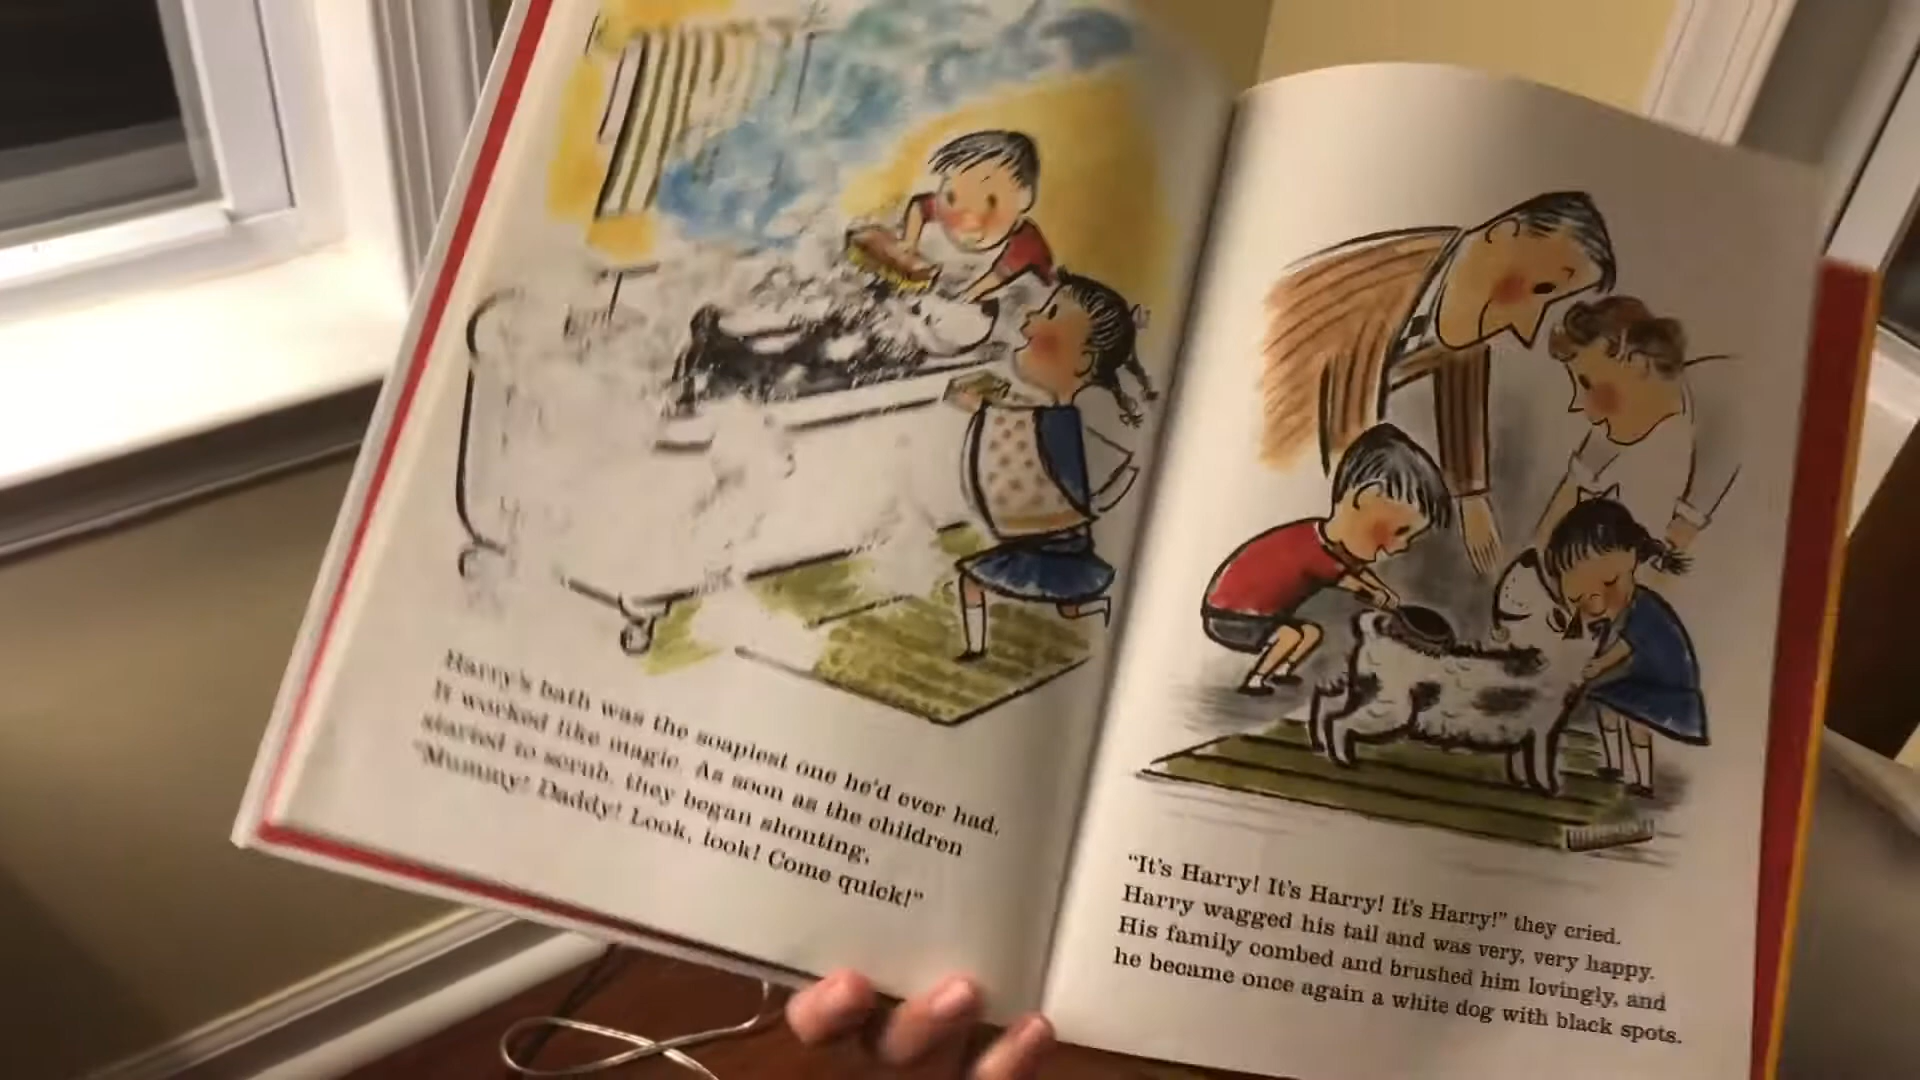 Harry's bath was the soapiest one he'd ever had.
It worked like magic. As soon as the children
started to scrub, they began shouting,
"Mummy! Daddy! Look, look! Come quick!"
"It's Harry! It's Harry! It's Harry!" they cried.
Harry wagged his tail and was very, very happy.
His family combed and brushed him lovingly, and
he became once again a white dog with black spots.